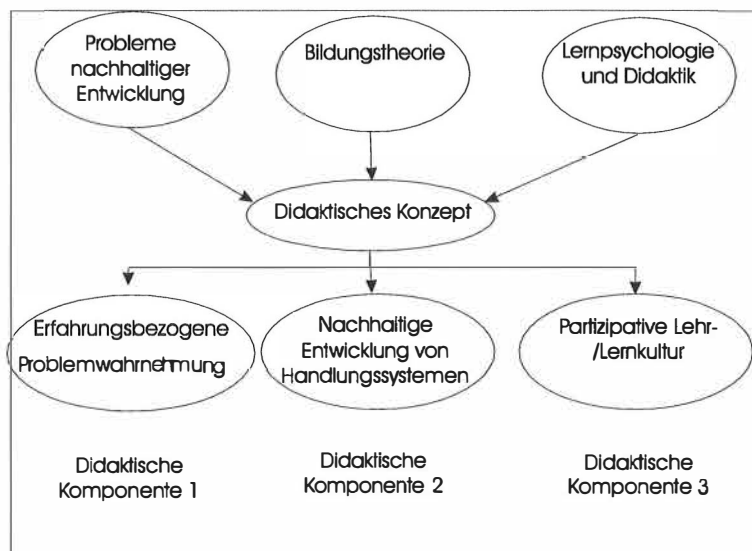 Probleme
nachhaltiger
Entwicklung
Bildungstheorie
Lernpsychologie
und Didaktik
Didaktisches Konzept
Erfahrungsbezogene
Problemwahrnehmung
Nachhaitige
Entwicklung von
Handlungssystemen
Partizipative Lehr-
/Lernkultur
Didaktische
Komponente 1
Didaktische
Komponente 2
Didaktische
Komponente 3